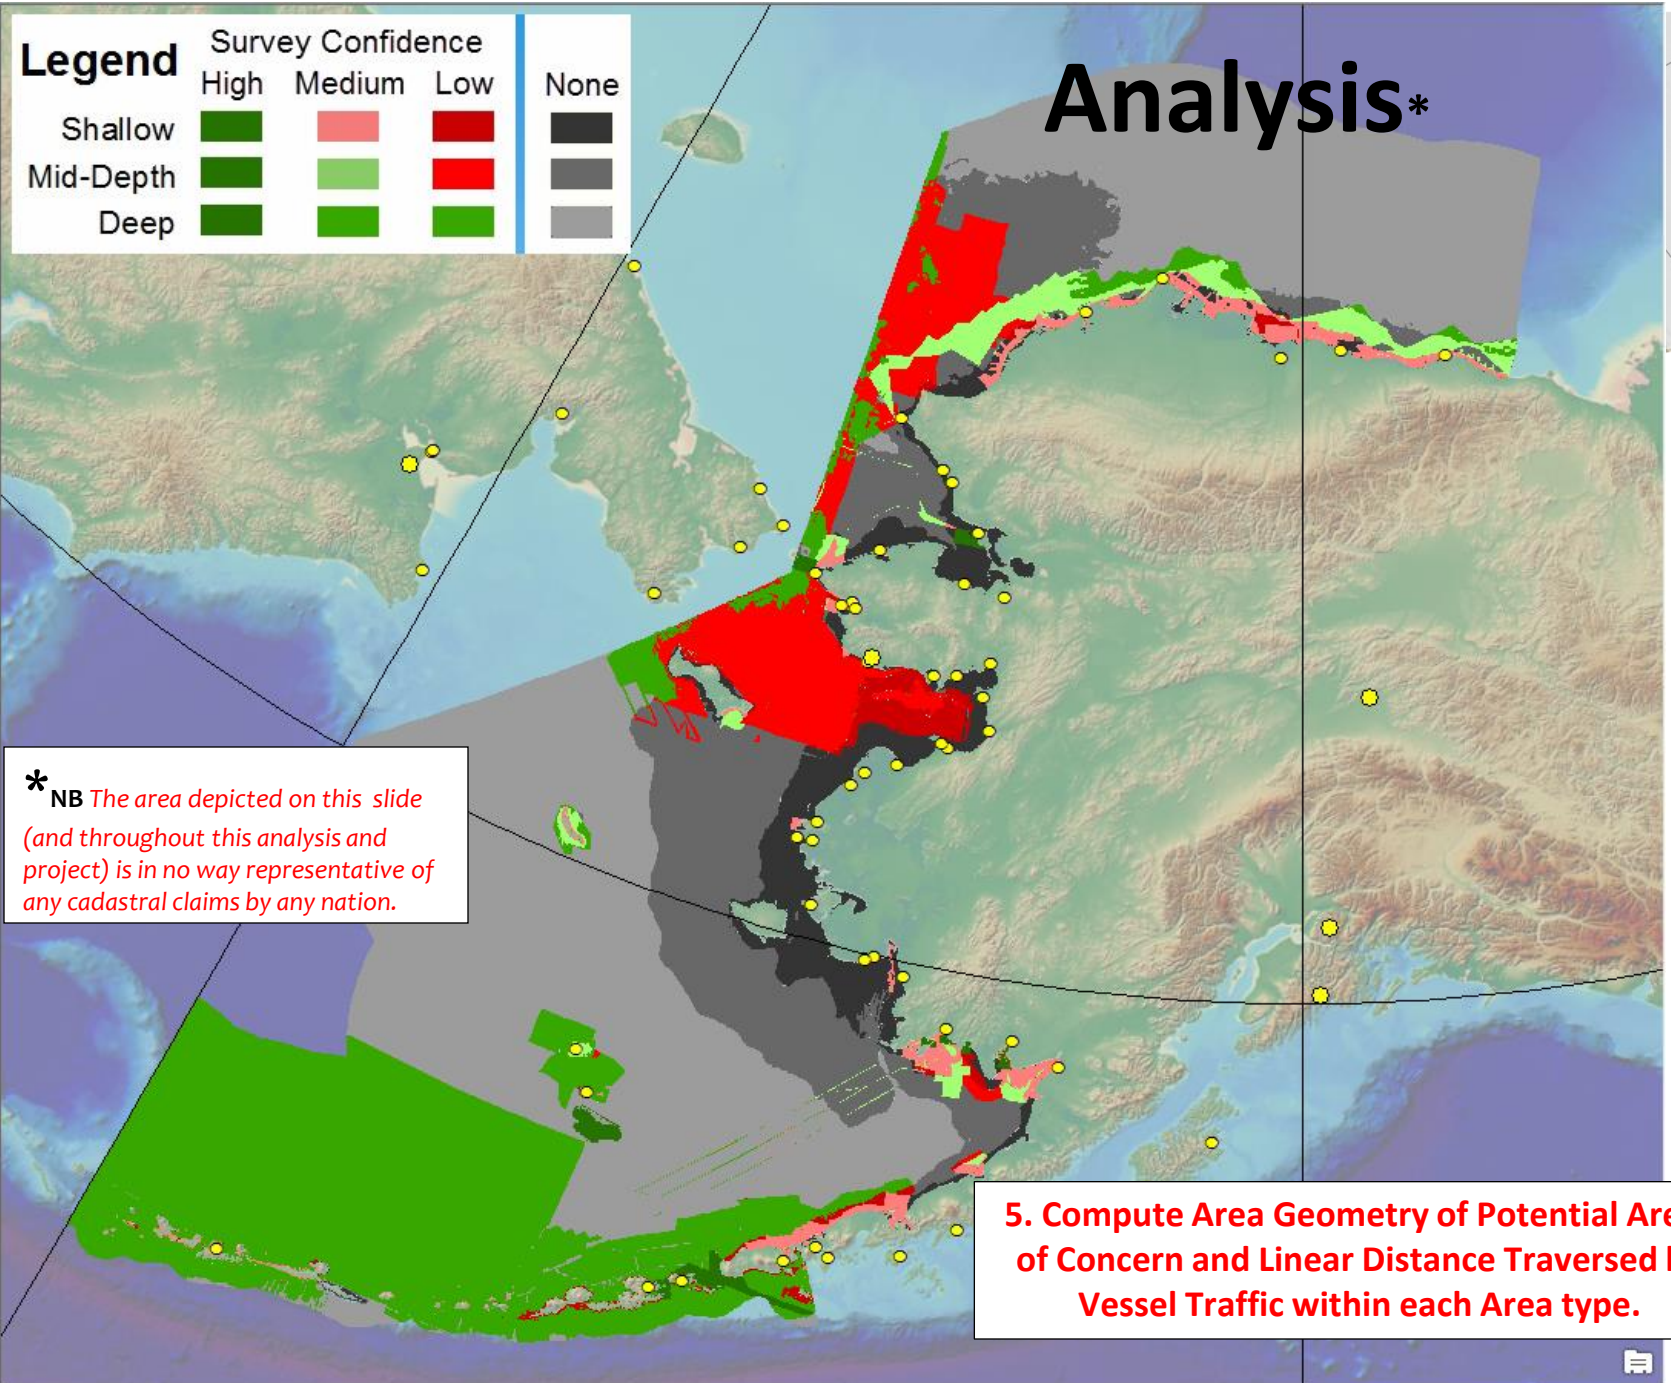 Legend
Survey Confidence
High Medium Low None
Shallow
Mid-Depth
Deep
Analysis*
*NB The area depicted on this slide
(and throughout this analysis and
project) is in no way representative of
any cadastral claims by any nation.
5. Compute Area Geometry of Potential Are
of Concern and Linear Distance Traversed
Vessel Traffic within each Area type.